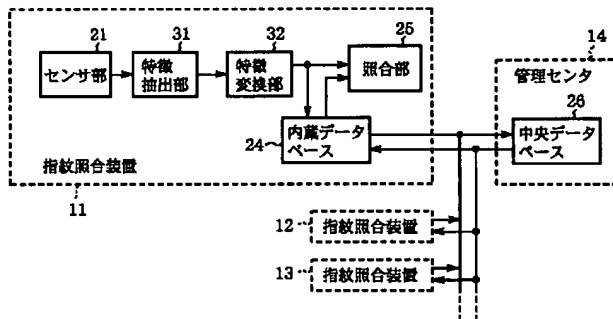 21
センサ部
31
特徴
抽出部
32
特徴
変換部
25
照合部
24
内蔵データ
ベース
指紋照合装置
11
14
管理センタ
26
中央データ
ベース
12
指紋照合装置
13
指紋照合装置